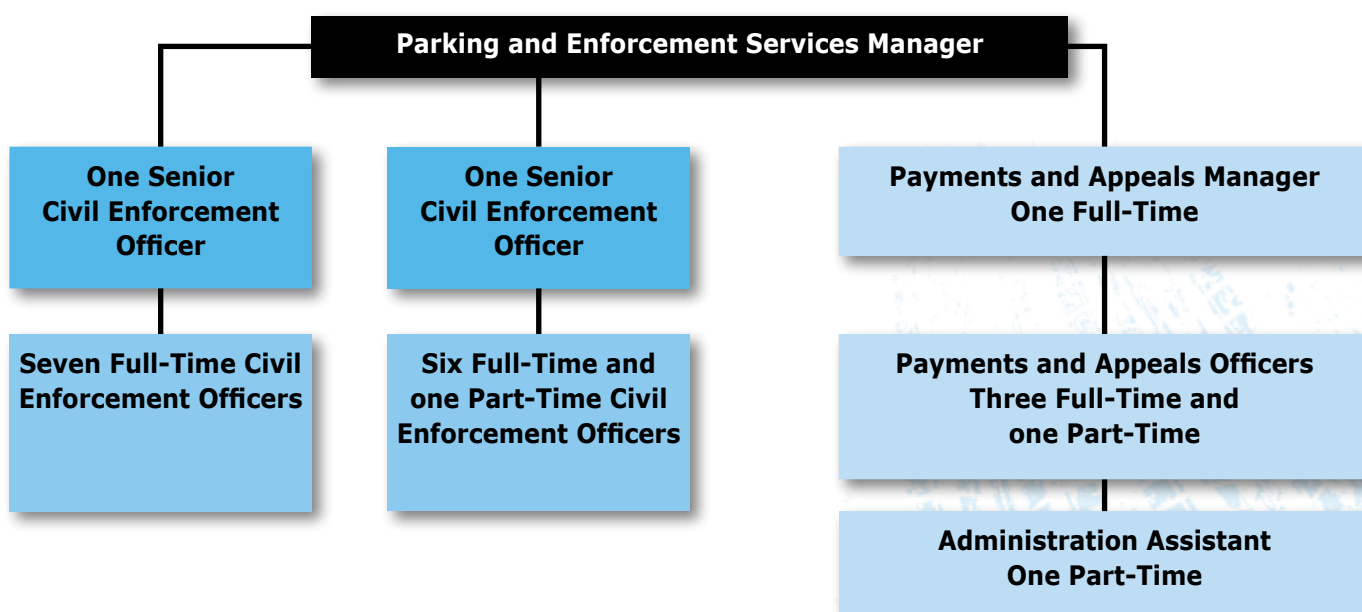 Parking and Enforcement Services Manager
One Senior
Civil Enforcement
Officer
One Senior
Civil Enforcement
Officer
Payments and Appeals Manager
One Full-Time
Seven Full-Time Civil
Enforcement Officers
Six Full-Time and
one Part-Time Civil
Enforcement Officers
Payments and Appeals Officers
Three Full-Time and
one Part-Time
Administration Assistant
One Part-Time